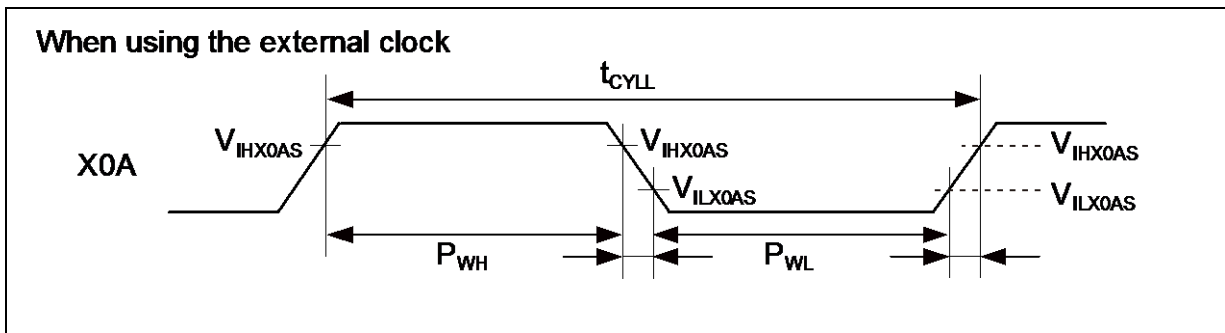 When using the external clock
tCYLL
VIHX0AS
VIHX0AS
VIHX0AS
X0A
VILX0AS
VILX0AS
PWH
PWL